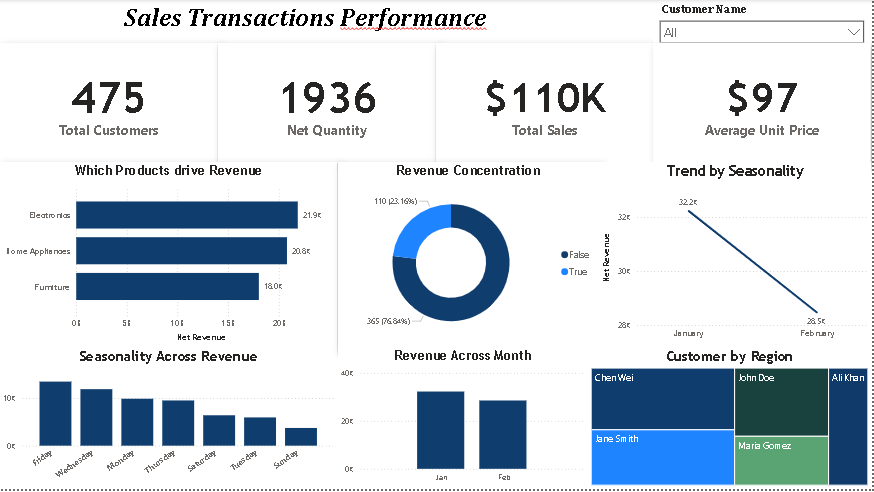 Sales Transactions Performance
Customer Name
All
475
Total Customers
1936
Net Quantity
$110K
Total Sales
$97
Average Unit Price
Which Products drive Revenue
Electronics
21.9K
Home Appliances
20.8K
Furniture
18.0K
0K 5K 10K 15K 20K
Net Revenue
Revenue Concentration
110 (23.16%)
365 (76.84%)
False
True
Trend by Seasonality
Net Revenue
32K
30K
28K
32.2K
28.5K
January February
Seasonality Across Revenue
10K
0K
Friday Wednesday Monday Thursday Saturday Tuesday Sunday
Revenue Across Month
40K
20K
0K
Jan Feb
Customer by Region
Chen Wei
John Doe
Ali Khan
Jane Smith
Maria Gomez